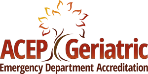 ACEP Geriatric
Emergency Department Accreditation